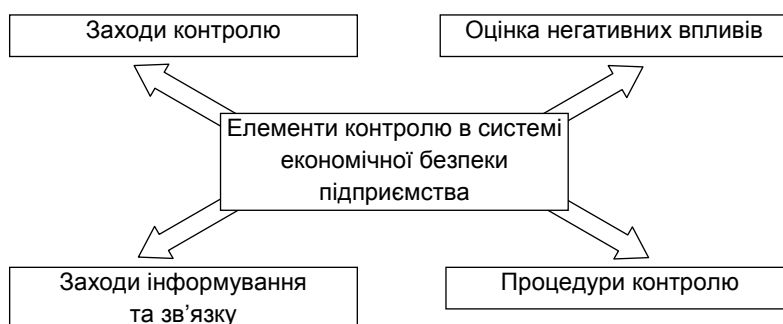 Заходи контролю
Оцінка негативних впливів
Елементи контролю в системі
економічної безпеки
підприємства
Заходи інформування
та зв’язку
Процедури контролю